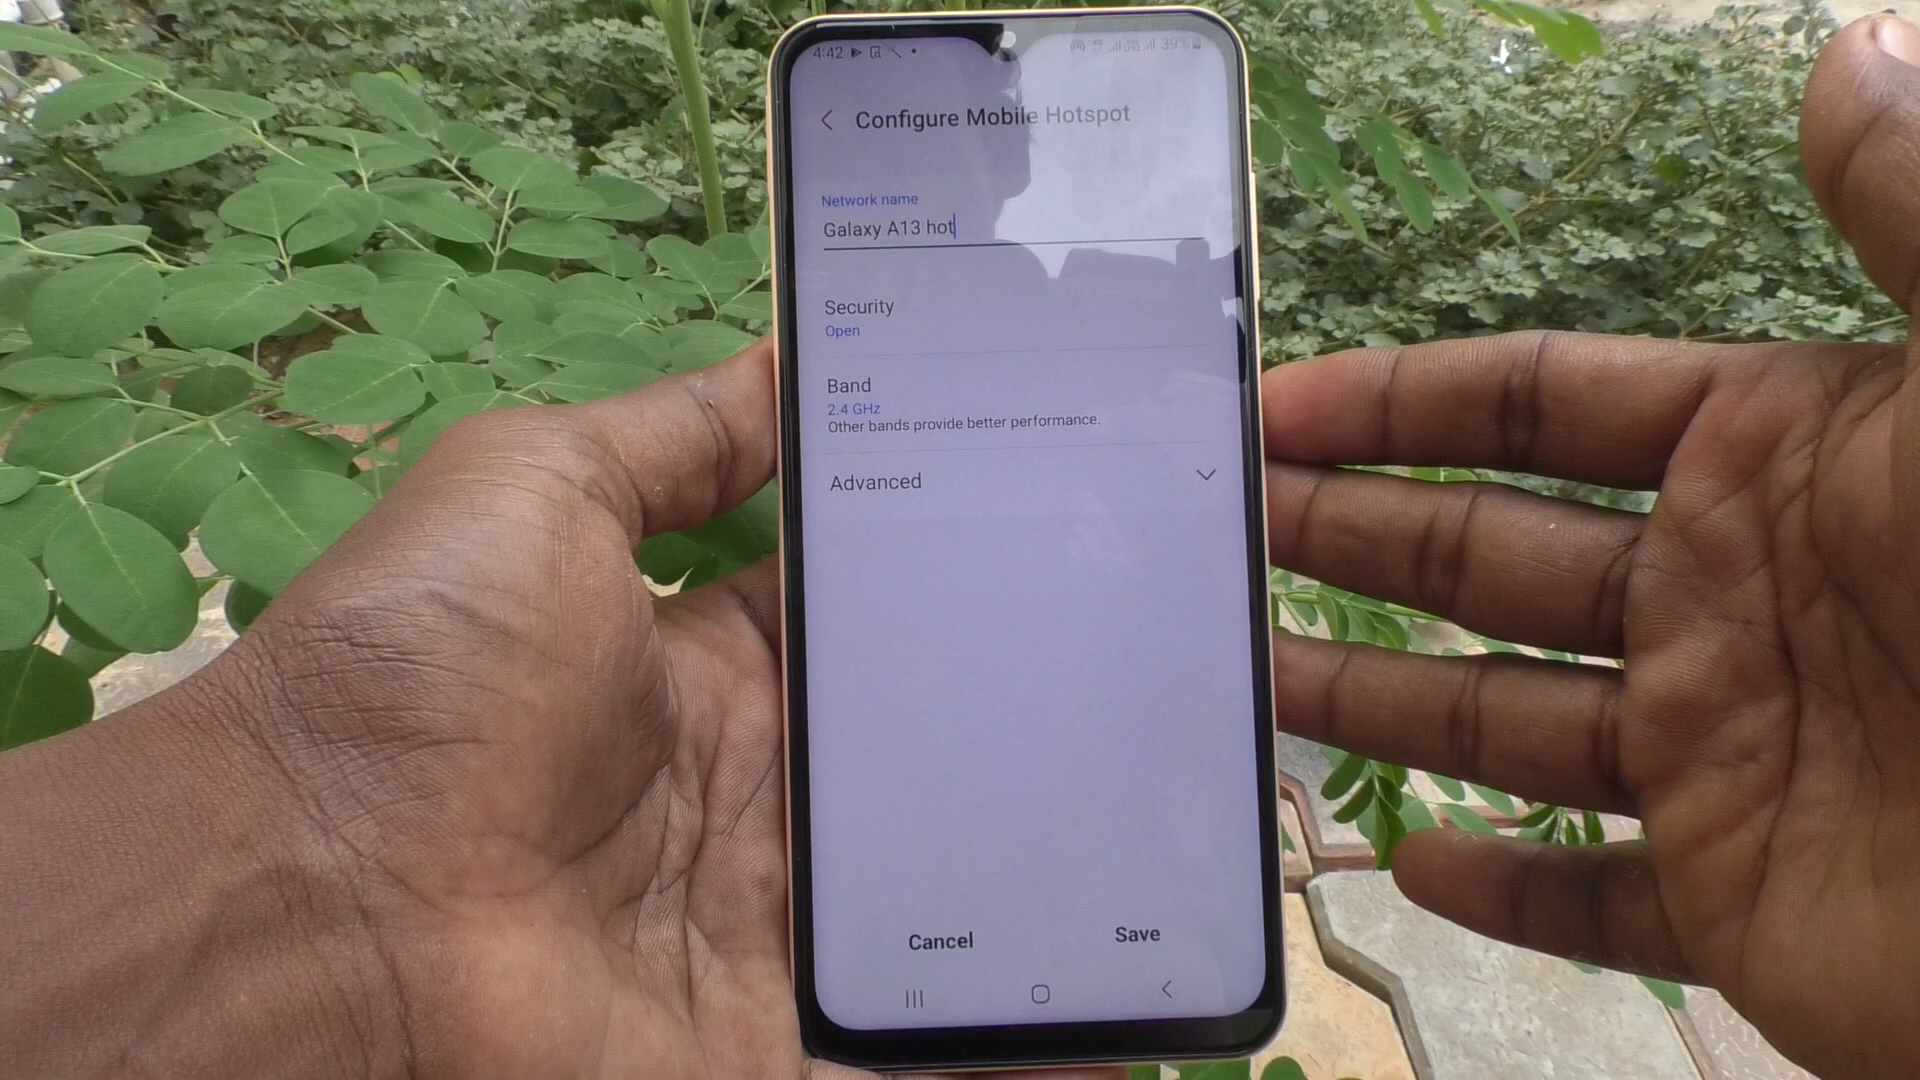 4:42
39%
Configure Mobile Hotspot
Network name
Galaxy A13 hot
Security
Open
Band
2.4 GHz
Other bands provide better performance.
Advanced
Cancel
Save